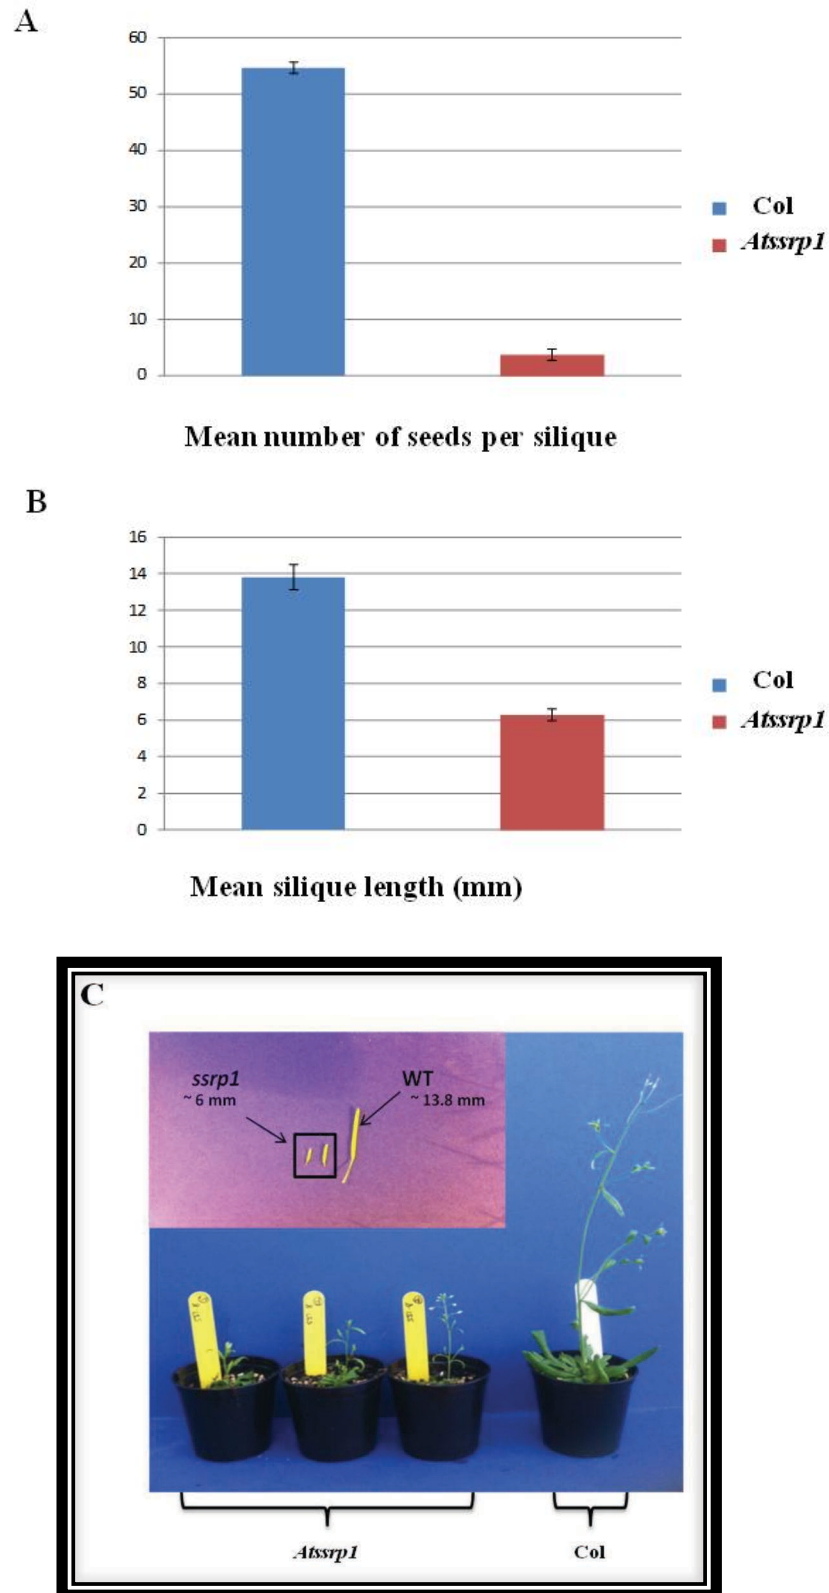 A
60
50
40
30
20
10
0
Col
Atssrp1
Mean number of seeds per silique
B
16
14
12
10
8
6
4
2
0
Col
Atssrp1
Mean silique length (mm)
C
ssrp1
~ 6 mm
WT
~ 13.8 mm
Atssrp1
Col